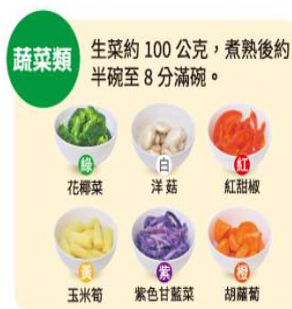 蔬菜類
生菜約 100 公克，煮熟後約
半碗至 8 分滿碗。
綠
白
紅
花椰菜
洋菇
紅甜椒
黃
紫
橙
玉米筍
紫色甘藍菜
胡蘿蔔